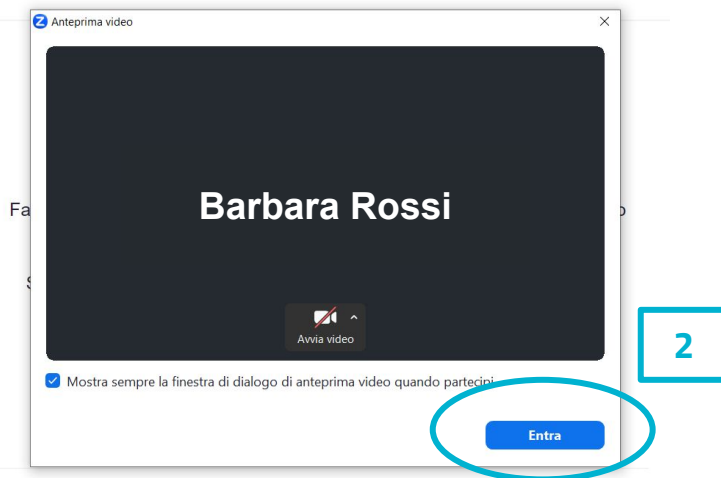 Anteprima video
Barbara Rossi
Fa
Avvia video
2
Mostra sempre la finestra di dialogo di anteprima video quando partecipi
Entra